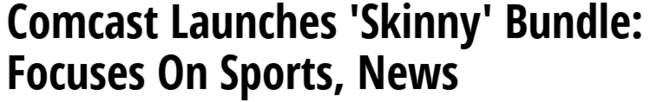 Comcast Launches 'Skinny' Bundle:
Focuses On Sports, News